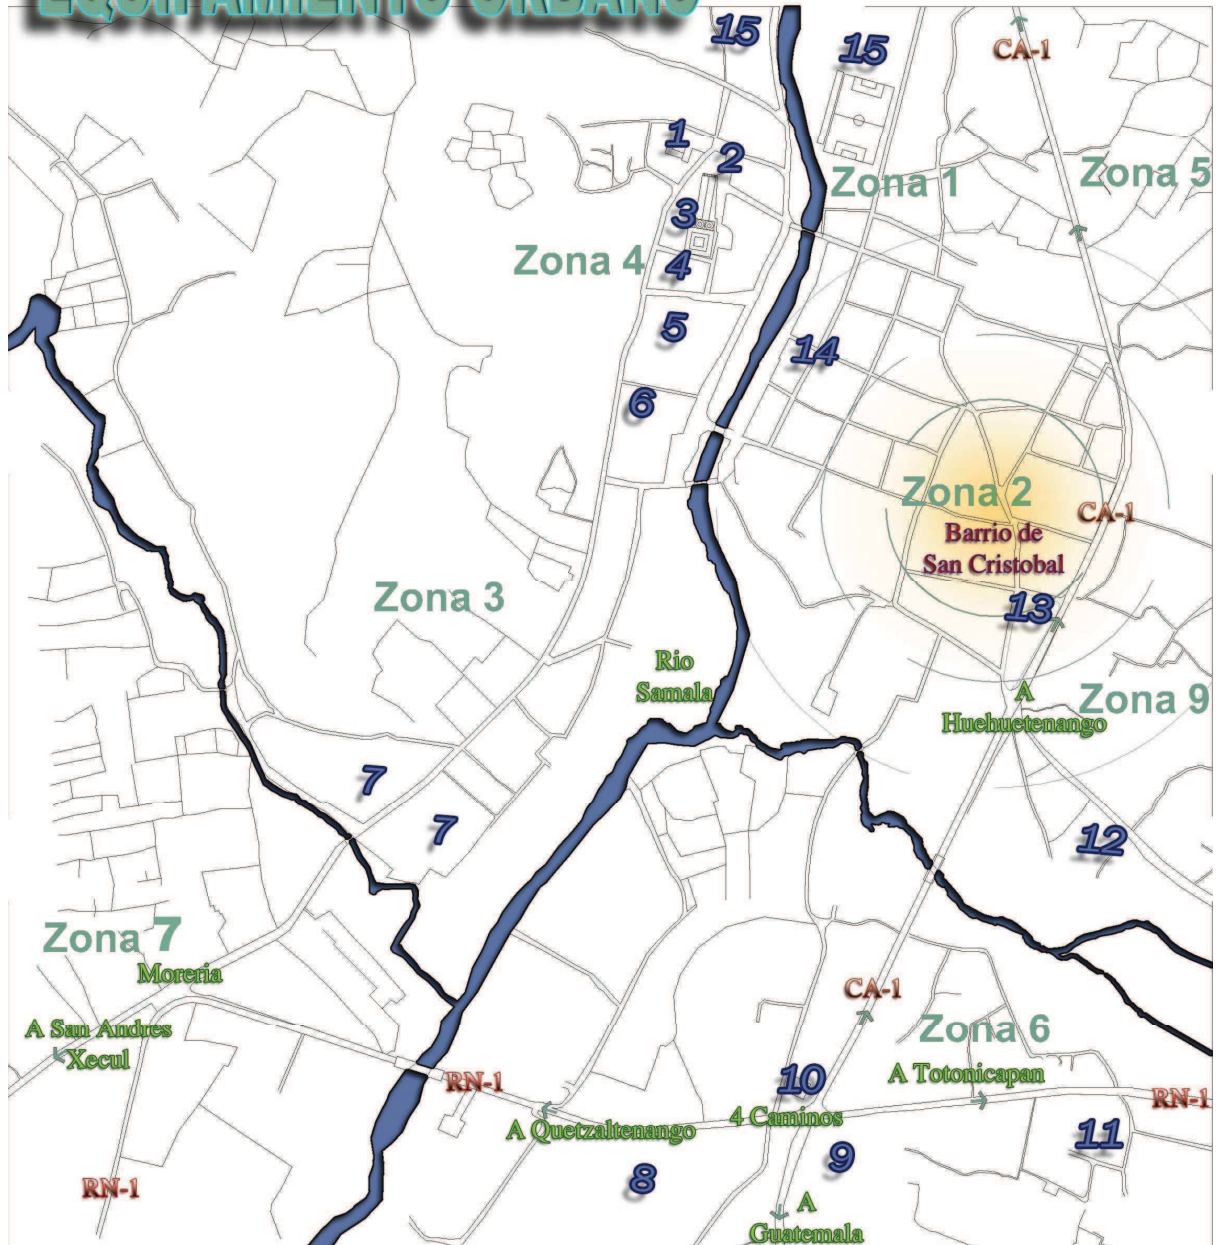 EQUIPAMIENTO URBANO
15
15
CA-1
1
2
Zona 1
Zona 5
3
Zona 4
4
5
14
6
Zona 2
CA-1
Barrio de
San Cristobal
Zona 3
13
Rio
Samala
A
Huehuetenango
Zona 9
7
7
12
Zona 7
Moreria
CA-1
A San Andres
Xecul
Zona 6
RN-1
10
A Totonicapan
RN-1
A Quetzaltenango
4 Caminos
11
8
9
RN-1
A
Guatemala